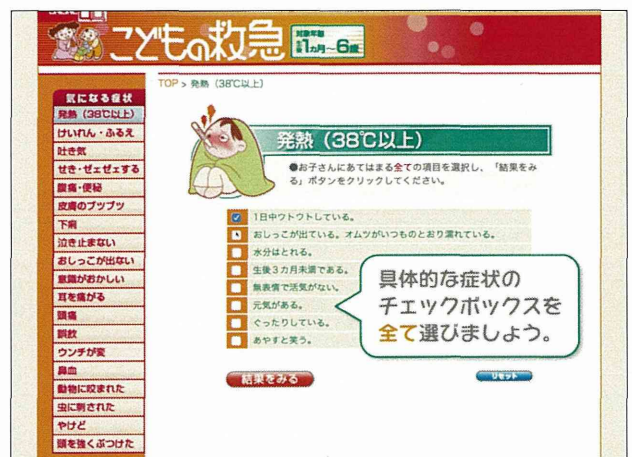 こどもの救急
対象年齢
生後1ヵ月〜6歳
TOP > 発熱（38℃以上）
気になる症状
発熱（38℃以上）
けいれん・ふるえ
吐き気
せき・ゼェゼェする
腹痛・便秘
皮膚のブツブツ
下痢
泣き止まない
おしっこが出ない
意識がおかしい
耳を痛がる
頭痛
誤飲
ウンチが変
鼻血
動物に咬まれた
虫に刺された
やけど
頭を強くぶつけた
発熱（38℃以上）
●お子さんにあてはまる全ての項目を選択し、「結果をみ
る」ボタンをクリックしてください。
1日中ウトウトしている。
おしっこが出ている。オムツがいつものとおり濡れている。
水分はとれる。
生後3カ月未満である。
無表情で活気がない。
元気がある。
ぐったりしている。
あやすと笑う。
具体的な症状の
チェックボックスを
全て選びましょう。
結果をみる
リセット